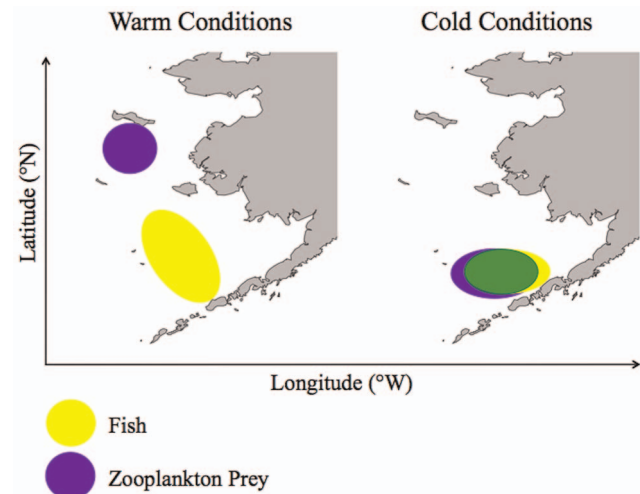 Warm Conditions
Cold Conditions
Latitude (°N)
Longitude (°W)
Fish
Zooplankton Prey